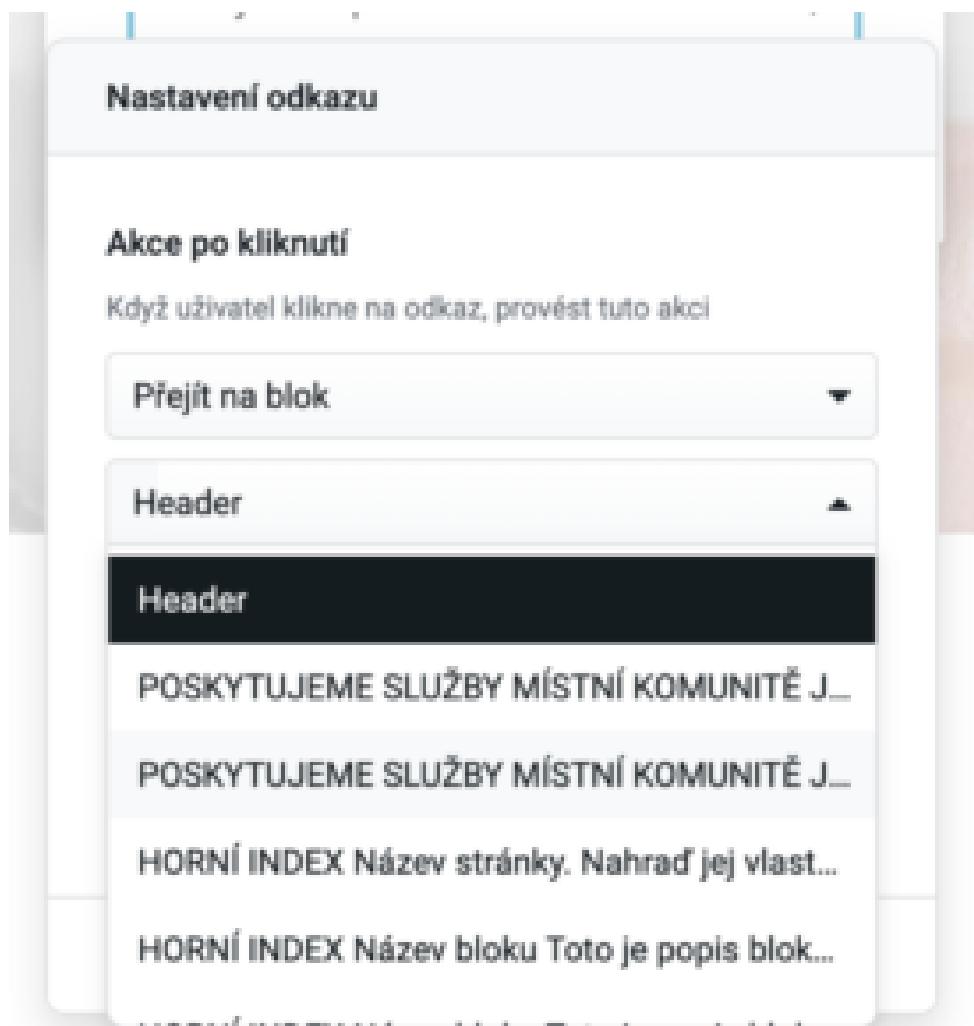 Nastavení odkazu
Akce po kliknutí
Když uživatel klikne na odkaz, provést tuto akci
Přejít na blok
Header
Header
POSKYTUJEME SLUŽBY MÍSTNÍ KOMUNITĚ J...
POSKYTUJEME SLUŽBY MÍSTNÍ KOMUNITĚ J...
HORNÍ INDEX Název stránky. Nahraď jej vlast...
HORNÍ INDEX Název bloku Toto je popis blok...